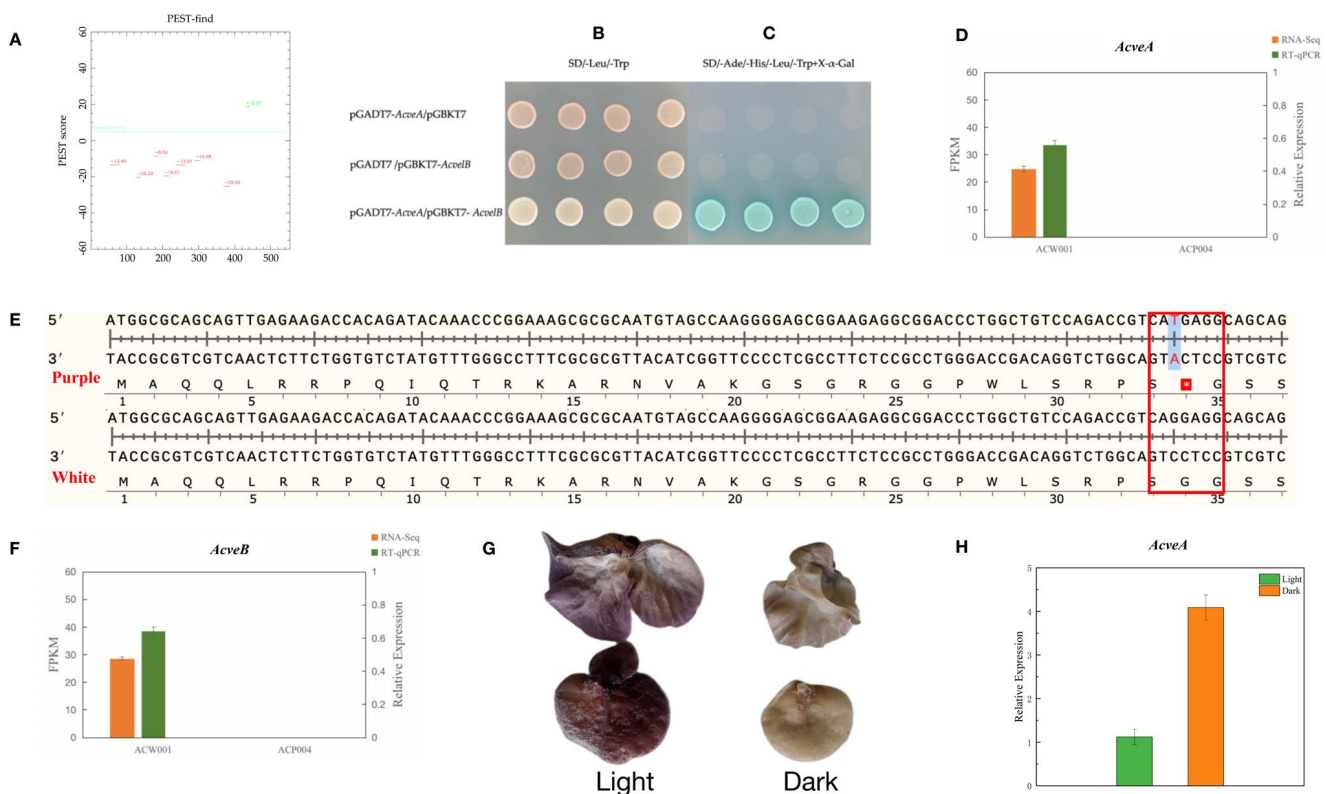 A
PEST-find
60
40
20
0
-20
-40
-60
PEST score
100
200
300
400
500
B
C
SD/-Leu/-Trp
SD/-Ade/-His/-Leu/-Trp+X-α-Gal
pGADT7-AcveA/pGBKT7
pGADT7 /pGBKT7-AcvelB
pGADT7-AcveA/pGBKT7- AcvelB
D
AcveA
RNA-Seq
RT-qPCR
60
50
40
30
20
10
0
FPKM
1
0.8
0.6
0.4
0.2
0
Relative Expression
ACW001
ACP004
E
5′ ATGGCGCAGCAGTTGAGAAGACCACAGATACAAACCCGGAAAGCGCGCAATGTAGCCAAGGGGAGCGGAAGAGGCGGACCCTGGCTGTCCAGACCGTCATGAGGCAGCAG
3′ TACCGCGTCGTCAACTCTTCTGGTGTCTATGTTTGGGCCTTTCGCGCGTTACATCGGTTCCCCTCGCCTTCTCCGCCTGGGACCGACAGGTCTGGCAGTACTCCGTCGTC
Purple
M A Q Q L R R P Q I Q T R K A R N V A K G S G R G G P W L S R P S * G S S
1 5 10 15 20 25 30 35
5′ ATGGCGCAGCAGTTGAGAAGACCACAGATACAAACCCGGAAAGCGCGCAATGTAGCCAAGGGGAGCGGAAGAGGCGGACCCTGGCTGTCCAGACCGTCAGGAGGCAGCAG
3′ TACCGCGTCGTCAACTCTTCTGGTGTCTATGTTTGGGCCTTTCGCGCGTTACATCGGTTCCCCTCGCCTTCTCCGCCTGGGACCGACAGGTCTGGCAGTCCTCCGTCGTC
White
M A Q Q L R R P Q I Q T R K A R N V A K G S G R G G P W L S R P S G G S S
1 5 10 15 20 25 30 35
F
AcveB
RNA-Seq
RT-qPCR
60
50
40
30
20
10
0
FPKM
1
0.8
0.6
0.4
0.2
0
Relative Expression
ACW001
ACP004
G
Light
Dark
H
AcveA
Light
Dark
5
4
3
2
1
0
Relative Expression